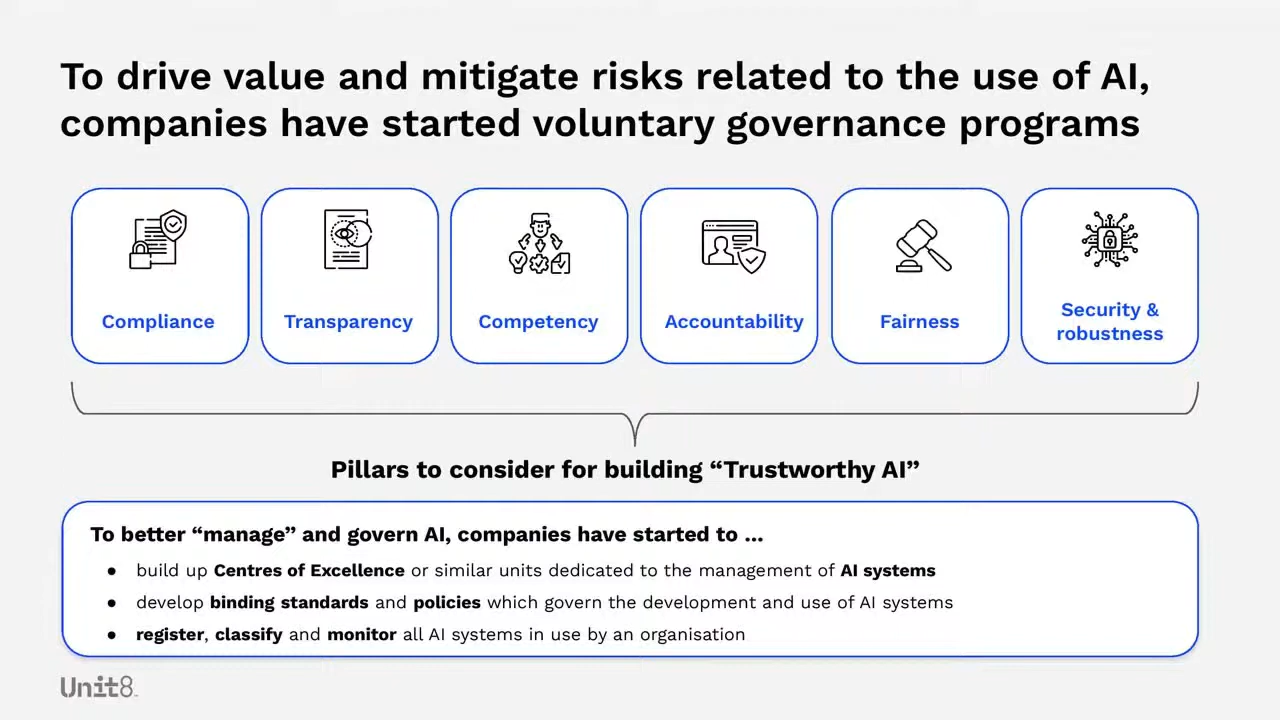 To drive value and mitigate risks related to the use of AI,
companies have started voluntary governance programs
Compliance
Transparency
Competency
Accountability
Fairness
Security &
robustness
Pillars to consider for building “Trustworthy AI”
To better “manage” and govern AI, companies have started to ...
● build up Centres of Excellence or similar units dedicated to the management of AI systems
● develop binding standards and policies which govern the development and use of AI systems
● register, classify and monitor all AI systems in use by an organisation
Unit8